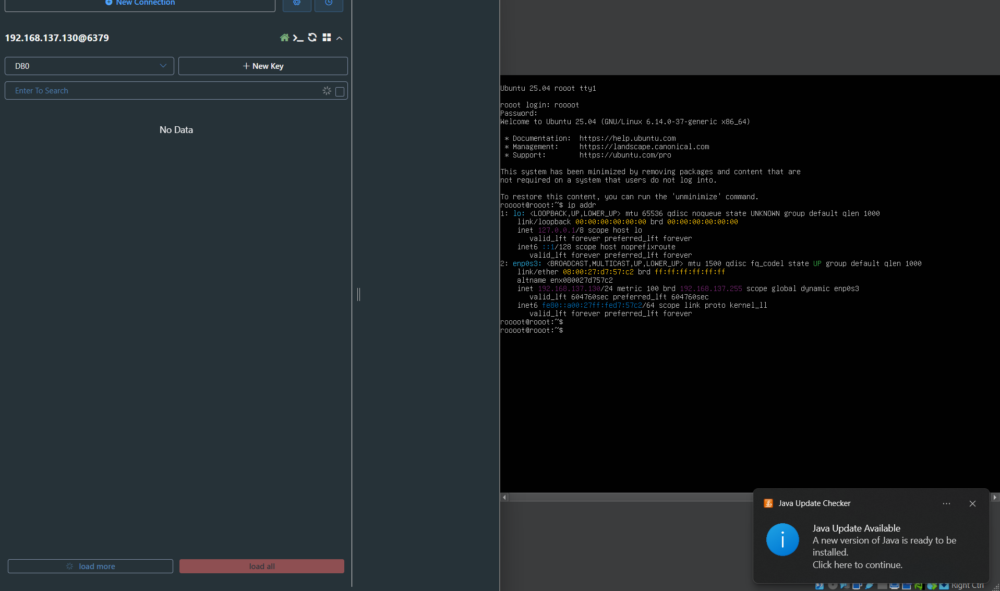 New Connection
192.168.137.130@6379
DB0
+ New Key
Enter To Search
No Data
load more
load all
Ubuntu 25.04 rooot tty1
rooot login: roooot
Password:
Welcome to Ubuntu 25.04 (GNU/Linux 6.14.0-37-generic x86_64)
* Documentation:  https://help.ubuntu.com
* Management:     https://landscape.canonical.com
* Support:        https://ubuntu.com/pro
This system has been minimized by removing packages and content that are
not required on a system that users do not log into.
To restore this content, you can run the 'unminimize' command.
roooot@rooot:~$ ip addr
1: lo: <LOOPBACK,UP,LOWER_UP> mtu 65536 qdisc noqueue state UNKNOWN group default qlen 1000
link/loopback 00:00:00:00:00:00 brd 00:00:00:00:00:00
inet 127.0.0.1/8 scope host lo
valid_lft forever preferred_lft forever
inet6 ::1/128 scope host noprefixroute
valid_lft forever preferred_lft forever
2: enp0s3: <BROADCAST,MULTICAST,UP,LOWER_UP> mtu 1500 qdisc fq_codel state UP group default qlen 1000
link/ether 08:00:27:d7:57:c2 brd ff:ff:ff:ff:ff:ff
altname enx080027d757c2
inet 192.168.137.130/24 metric 100 brd 192.168.137.255 scope global dynamic enp0s3
valid_lft 604760sec preferred_lft 604760sec
inet6 fe80::a00:27ff:fed7:57c2/64 scope link proto kernel_ll
valid_lft forever preferred_lft forever
roooot@rooot:~$
roooot@rooot:~$
Java Update Checker
Java Update Available
A new version of Java is ready to be
installed.
Click here to continue.
Right Ctrl